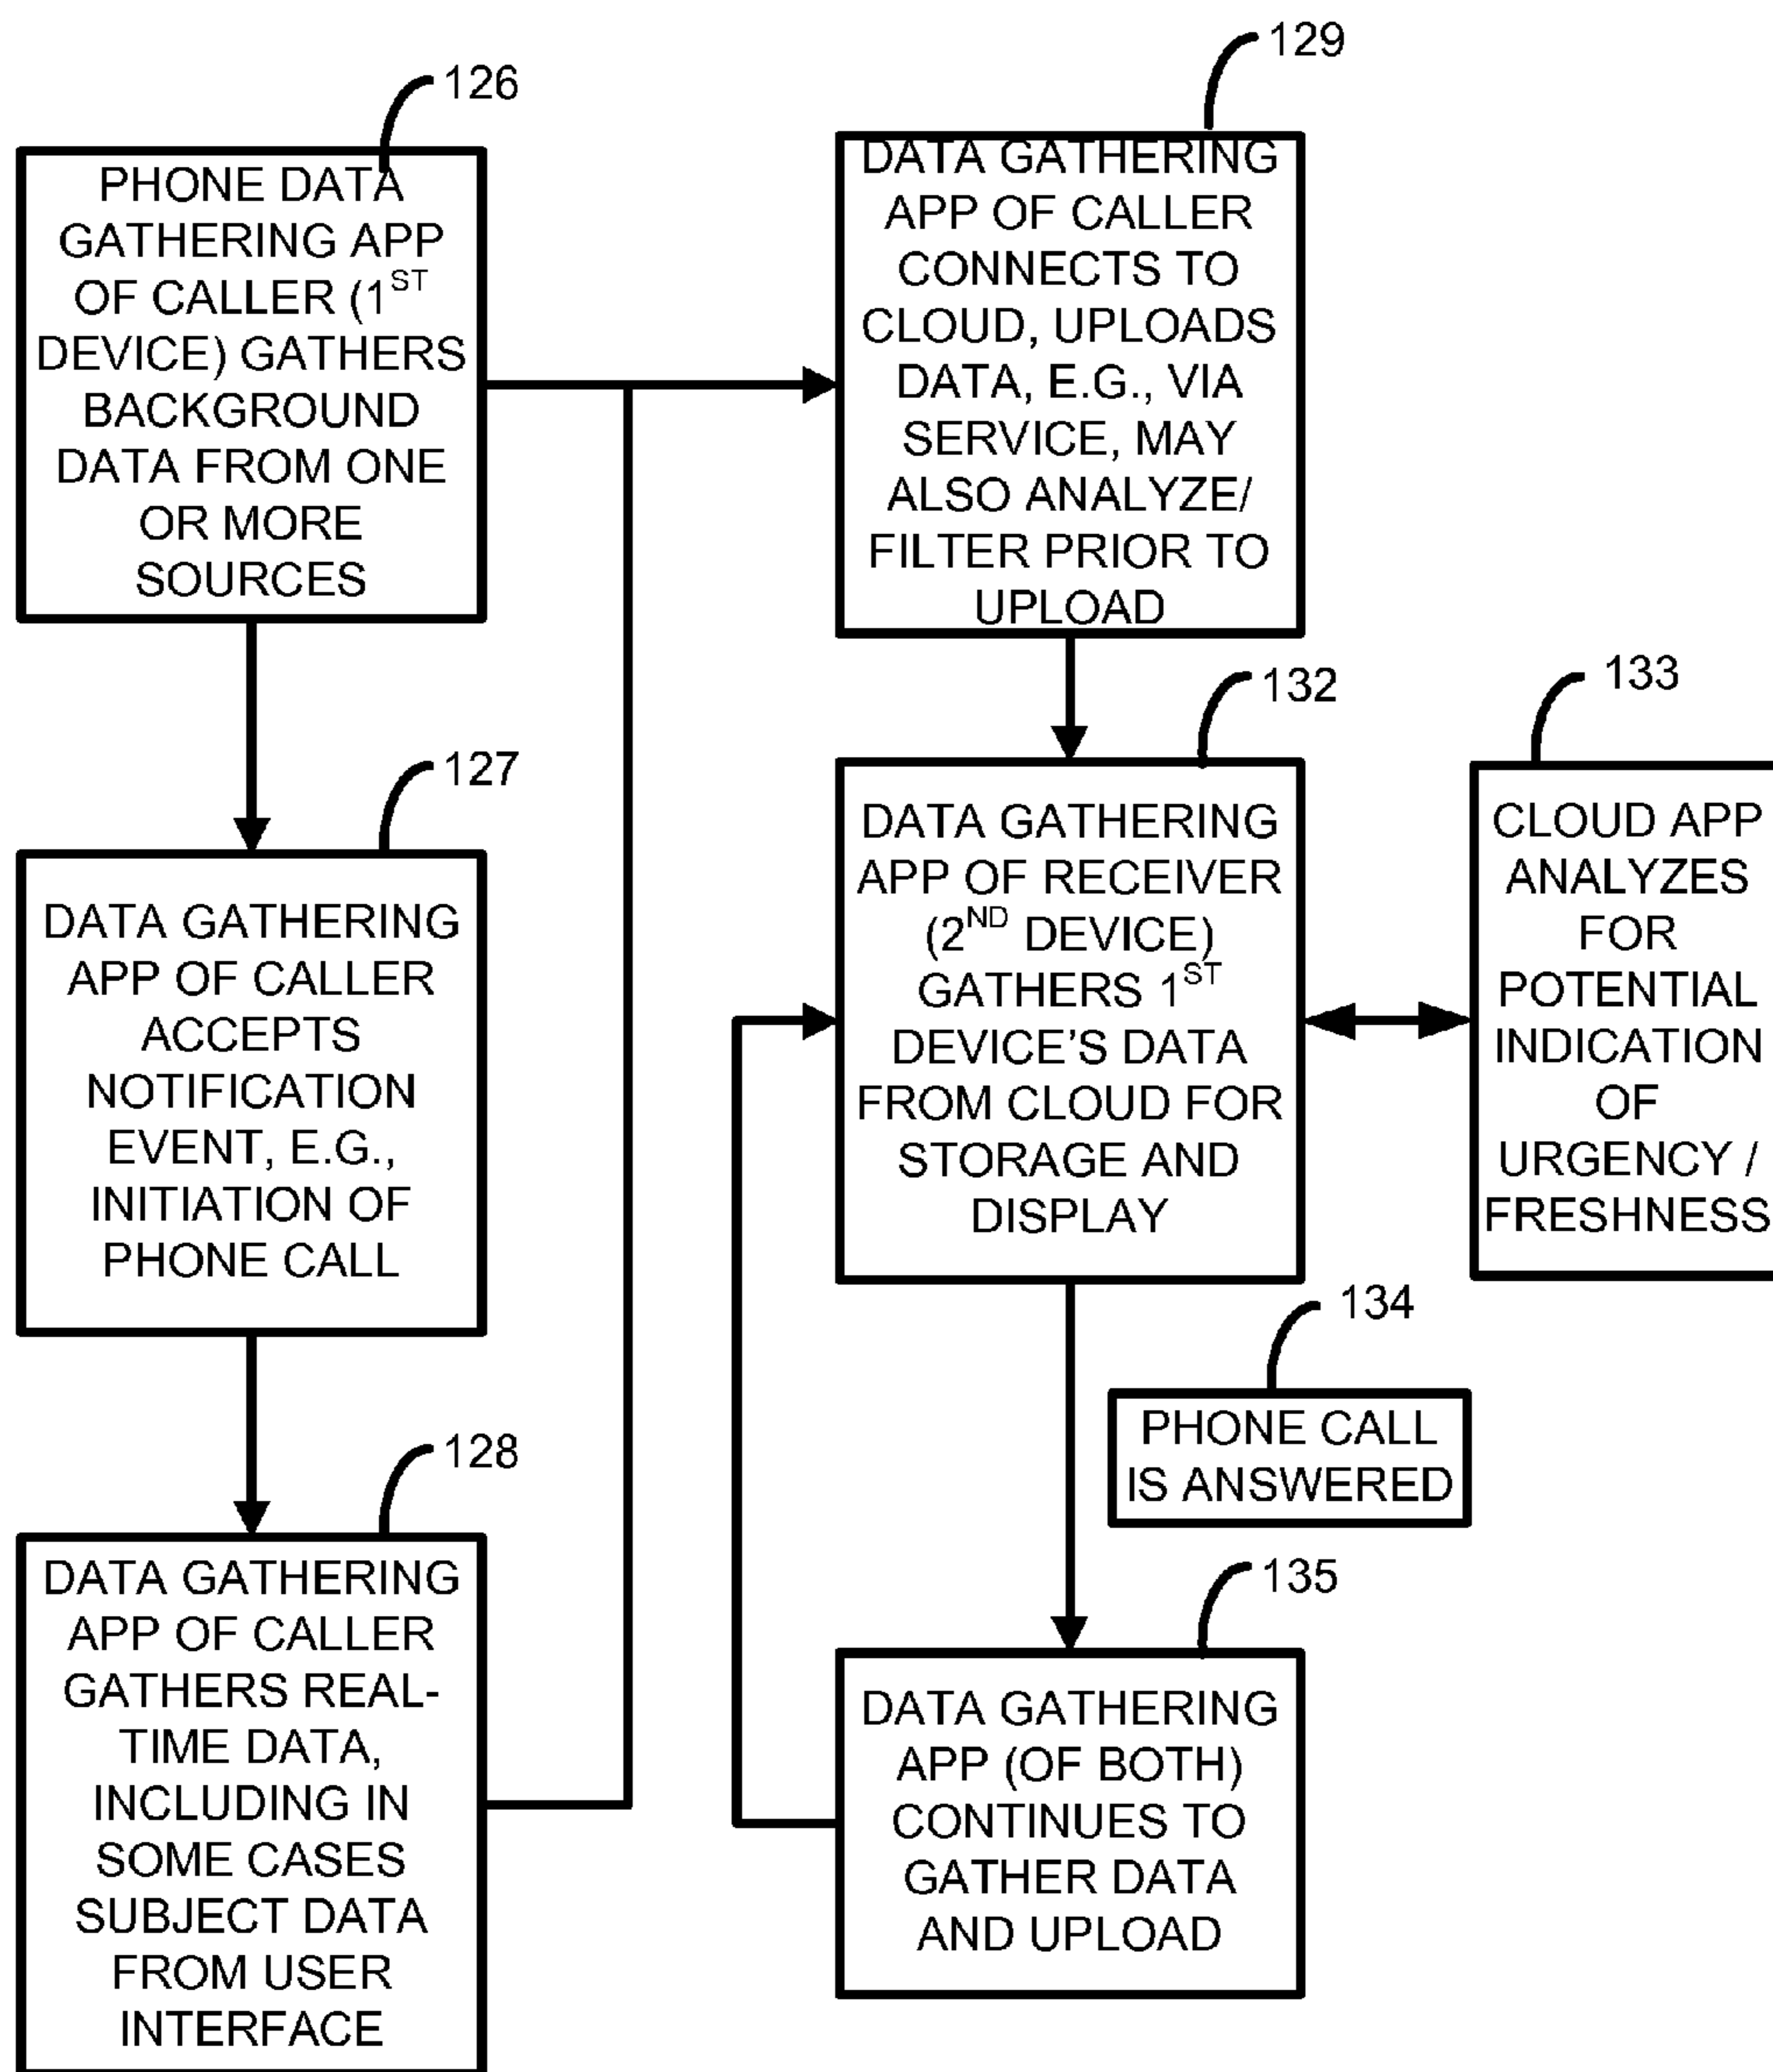 126
PHONE DATA
GATHERING APP
OF CALLER (1ST
DEVICE) GATHERS
BACKGROUND
DATA FROM ONE
OR MORE
SOURCES
127
DATA GATHERING
APP OF CALLER
ACCEPTS
NOTIFICATION
EVENT, E.G.,
INITIATION OF
PHONE CALL
128
DATA GATHERING
APP OF CALLER
GATHERS REAL-
TIME DATA,
INCLUDING IN
SOME CASES
SUBJECT DATA
FROM USER
INTERFACE
129
DATA GATHERING
APP OF CALLER
CONNECTS TO
CLOUD, UPLOADS
DATA, E.G., VIA
SERVICE, MAY
ALSO ANALYZE/
FILTER PRIOR TO
UPLOAD
132
DATA GATHERING
APP OF RECEIVER
(2ND DEVICE)
GATHERS 1ST
DEVICE’S DATA
FROM CLOUD FOR
STORAGE AND
DISPLAY
133
CLOUD APP
ANALYZES
FOR
POTENTIAL
INDICATION
OF
URGENCY /
FRESHNESS
134
PHONE CALL
IS ANSWERED
135
DATA GATHERING
APP (OF BOTH)
CONTINUES TO
GATHER DATA
AND UPLOAD